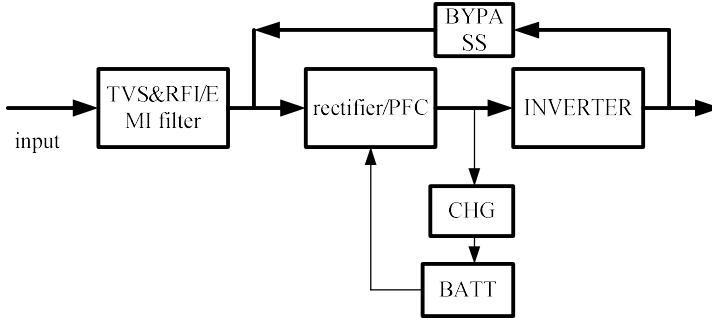 BYPA
SS
TVS&RFI/E
MI filter
rectifier/PFC
INVERTER
input
CHG
BATT